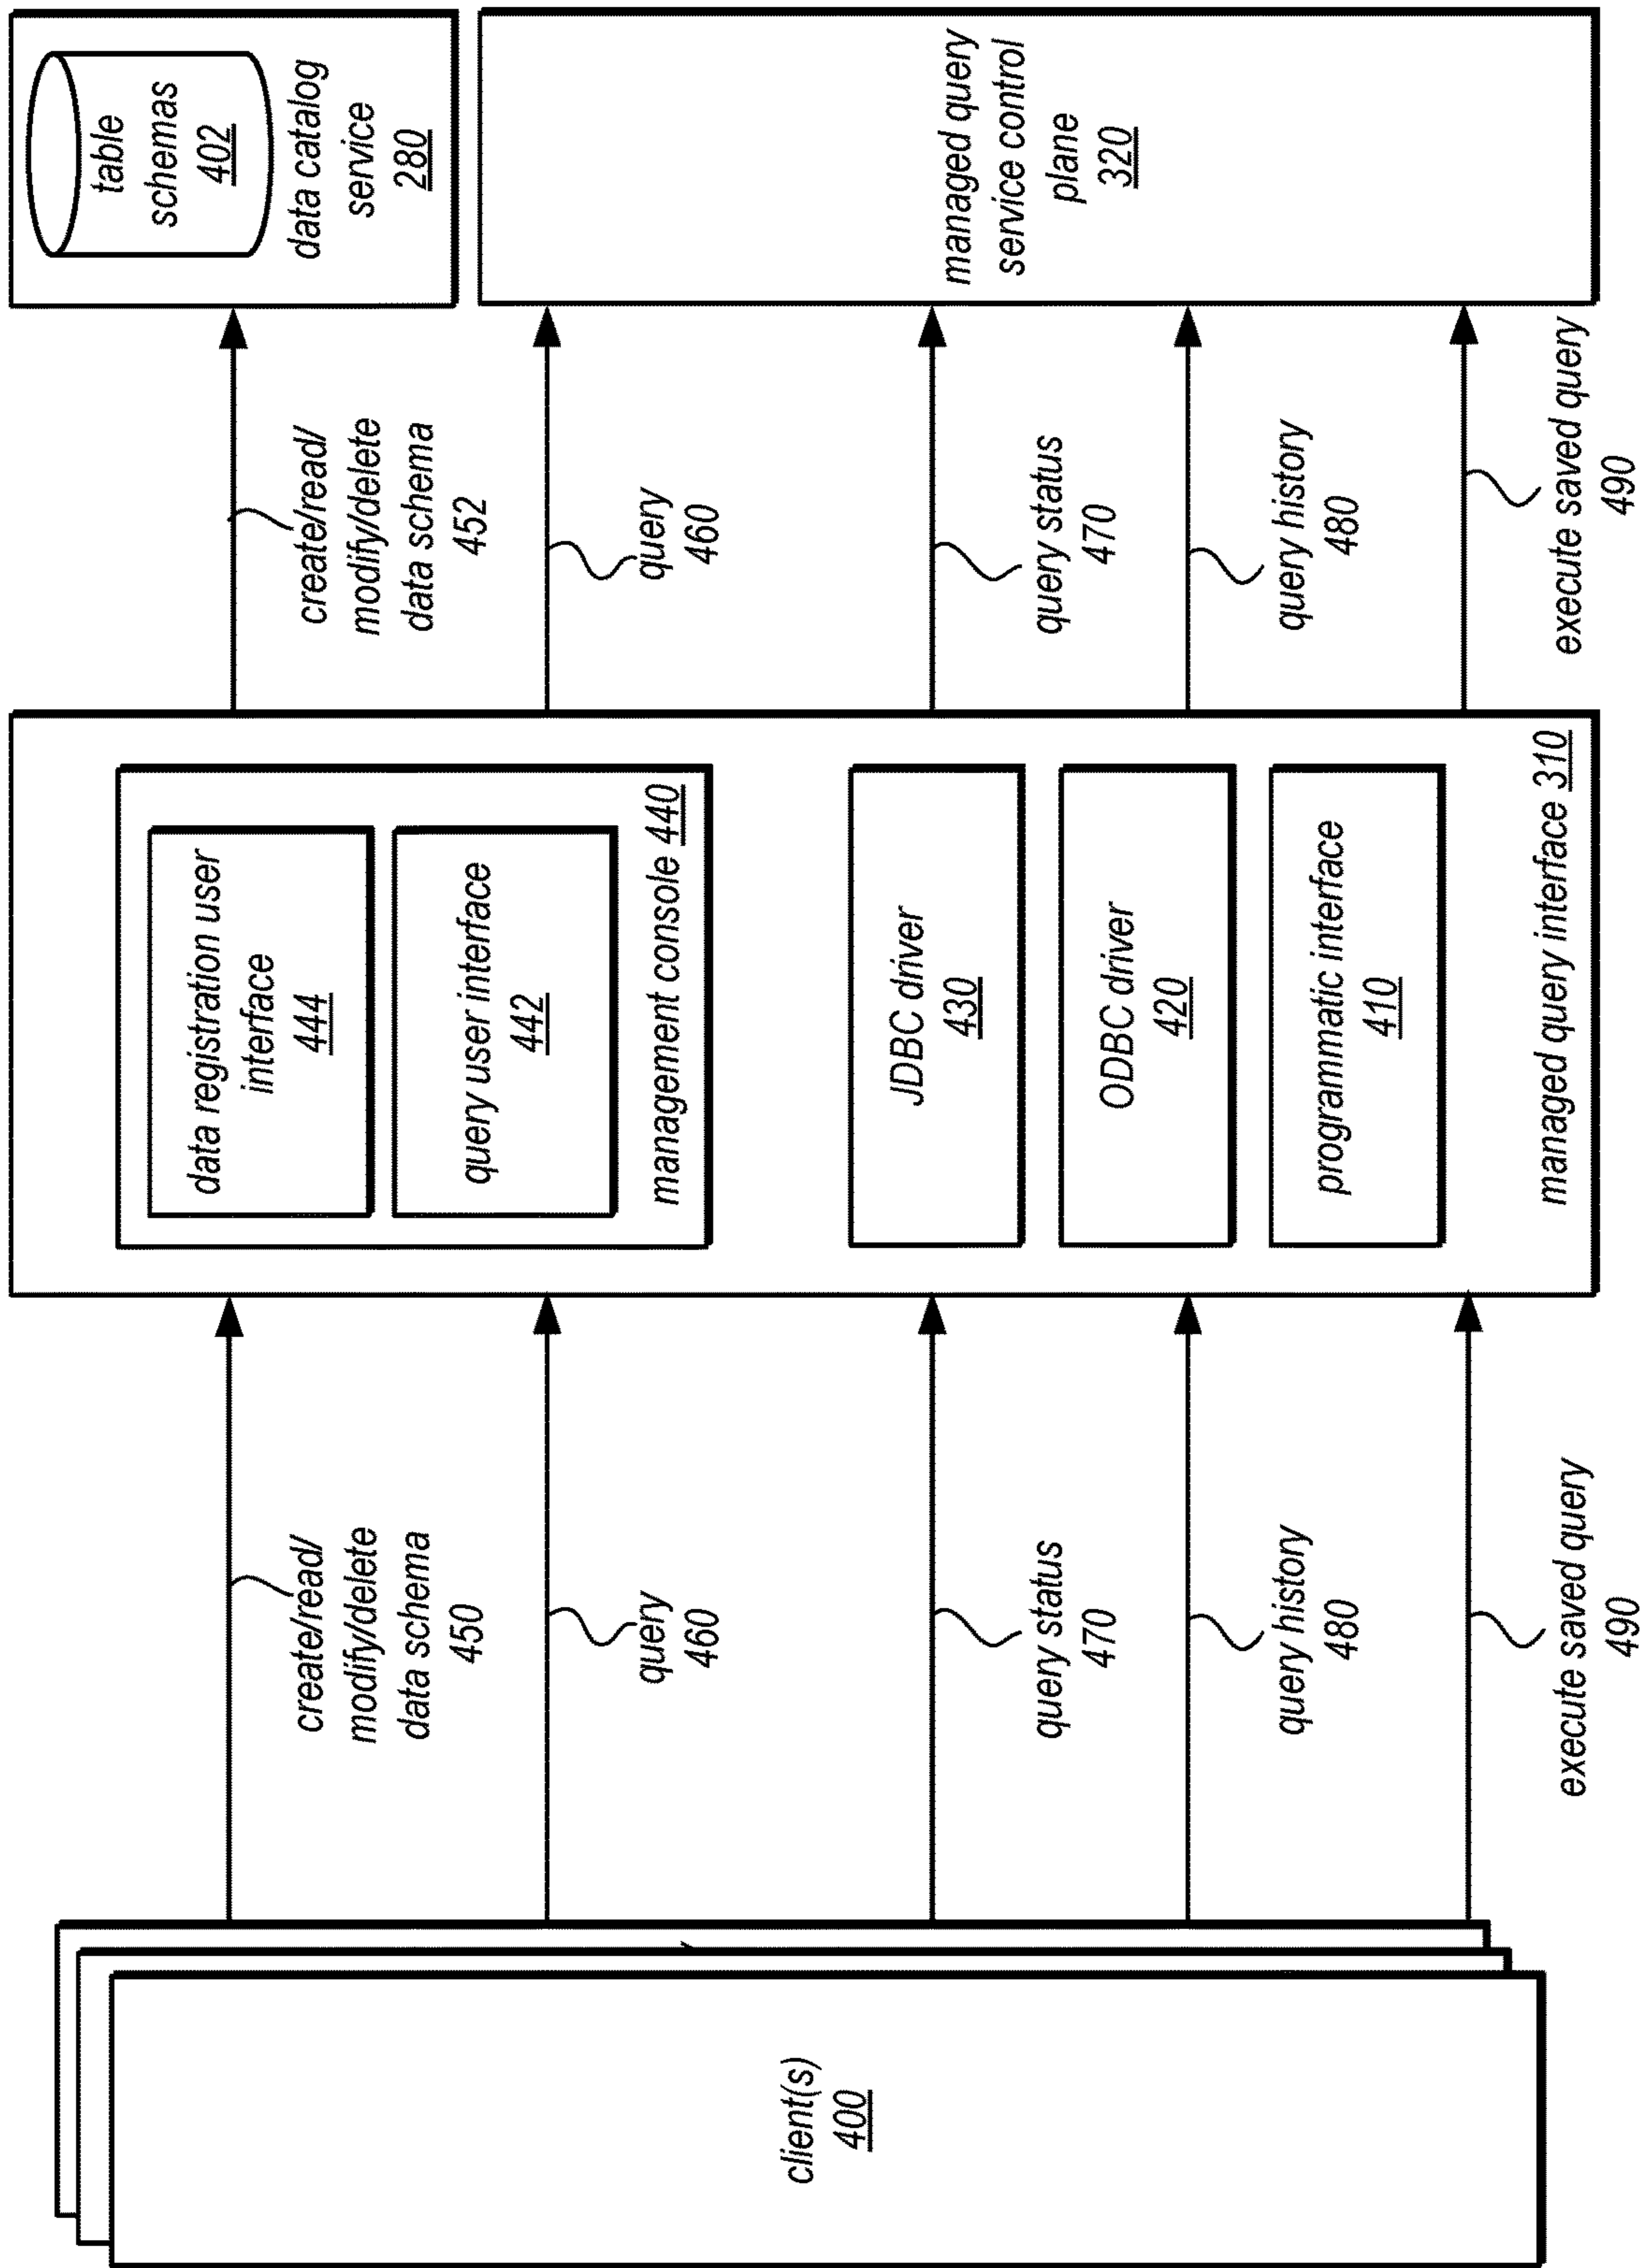 client(s)
400
create/read/
modify/delete
data schema
450
query
460
query status
470
query history
480
execute saved query
490
data registration user
interface
444
query user interface
442
management console 440
JDBC driver
430
ODBC driver
420
programmatic interface
410
managed query interface 310
create/read/
modify/delete
data schema
452
query
460
query status
470
query history
480
execute saved query
490
table
schemas
402
data catalog
service
280
managed query
service control
plane
320